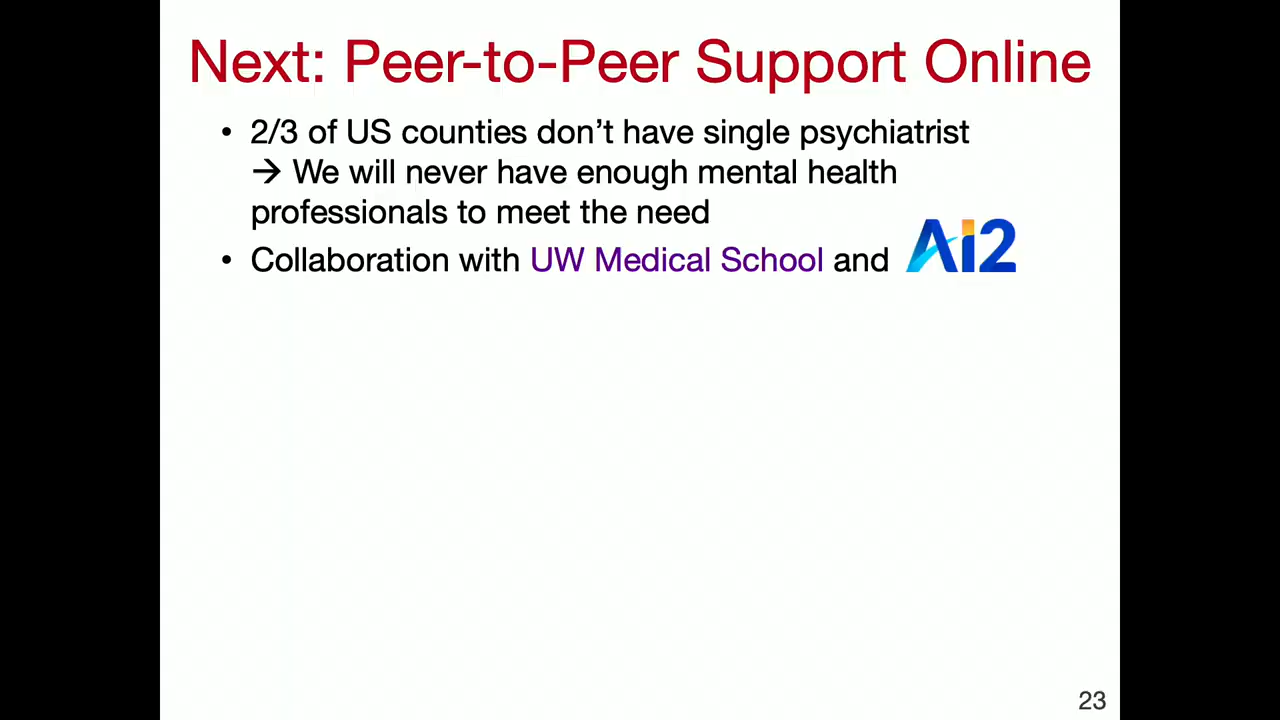 Next: Peer-to-Peer Support Online
• 2/3 of US counties don’t have single psychiatrist
→ We will never have enough mental health
professionals to meet the need
• Collaboration with UW Medical School and Ai2
23